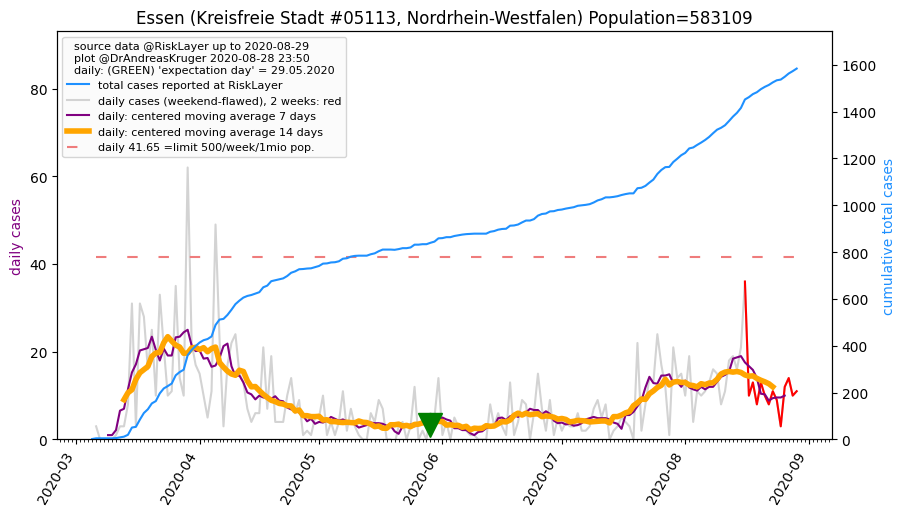 Essen (Kreisfreie Stadt #05113, Nordrhein-Westfalen) Population=583109
source data @RiskLayer up to 2020-08-29
plot @DrAndreasKruger 2020-08-28 23:50
daily: (GREEN) 'expectation day' = 29.05.2020
total cases reported at RiskLayer
daily cases (weekend-flawed), 2 weeks: red
daily: centered moving average 7 days
daily: centered moving average 14 days
daily 41.65 =limit 500/week/1mio pop.
daily cases
80
60
40
20
0
1600
1400
1200
1000
800
600
400
200
0
cumulative total cases
2020-03
2020-04
2020-05
2020-06
2020-07
2020-08
2020-09